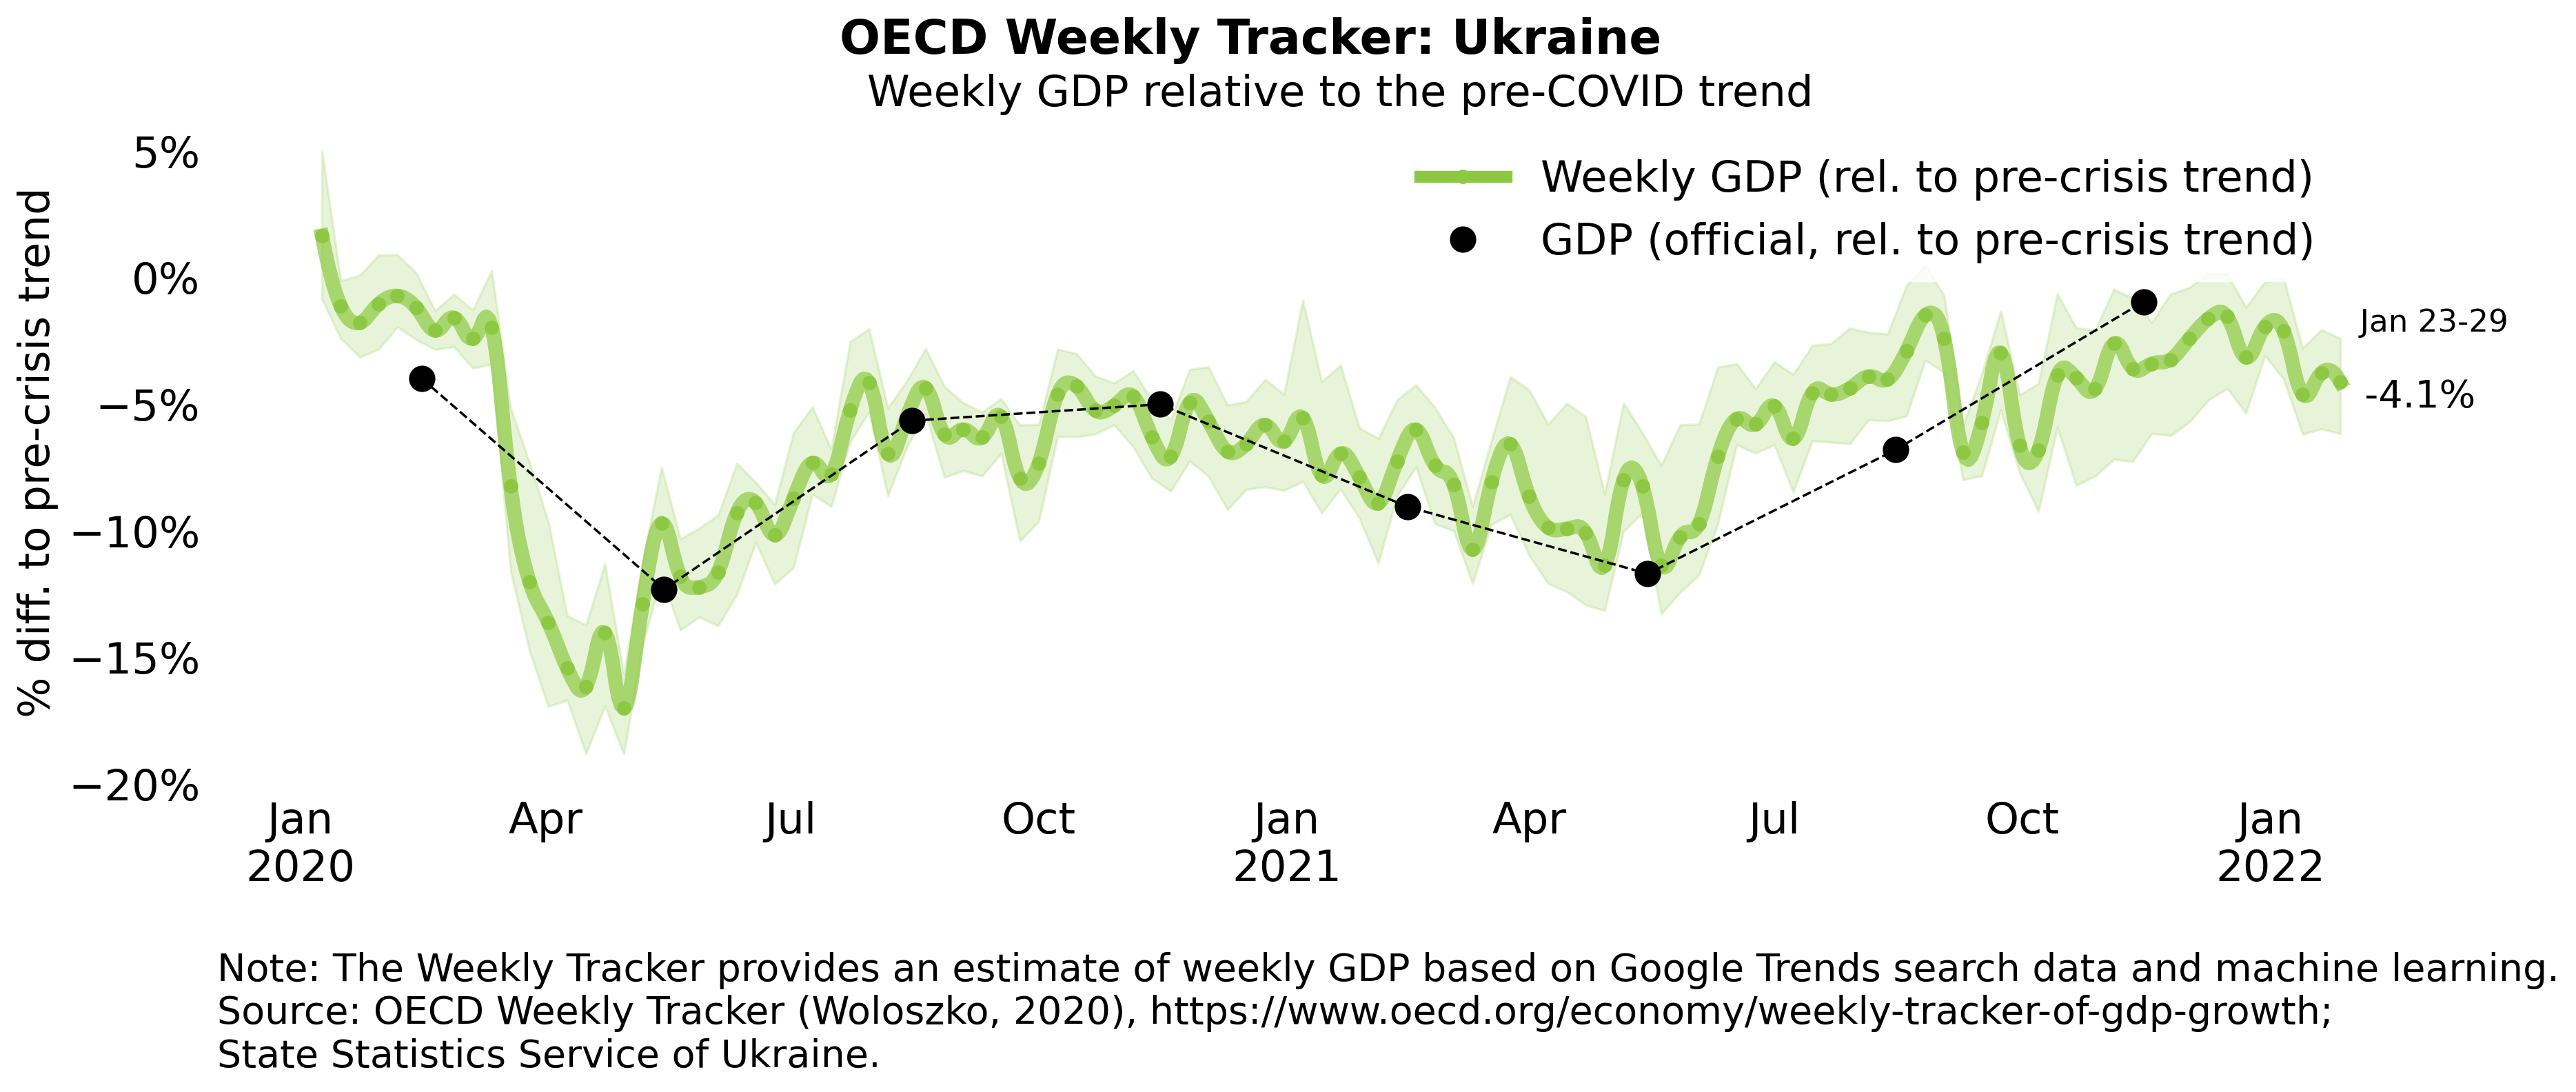 OECD Weekly Tracker: Ukraine
Weekly GDP relative to the pre-COVID trend
% diff. to pre-crisis trend
5%
0%
−5%
−10%
−15%
−20%
Weekly GDP (rel. to pre-crisis trend)
GDP (official, rel. to pre-crisis trend)
Jan 23-29
-4.1%
Jan Apr Jul Oct Jan Apr Jul Oct Jan
2020 2021 2022
Note: The Weekly Tracker provides an estimate of weekly GDP based on Google Trends search data and machine learning.
Source: OECD Weekly Tracker (Woloszko, 2020), https://www.oecd.org/economy/weekly-tracker-of-gdp-growth;
State Statistics Service of Ukraine.